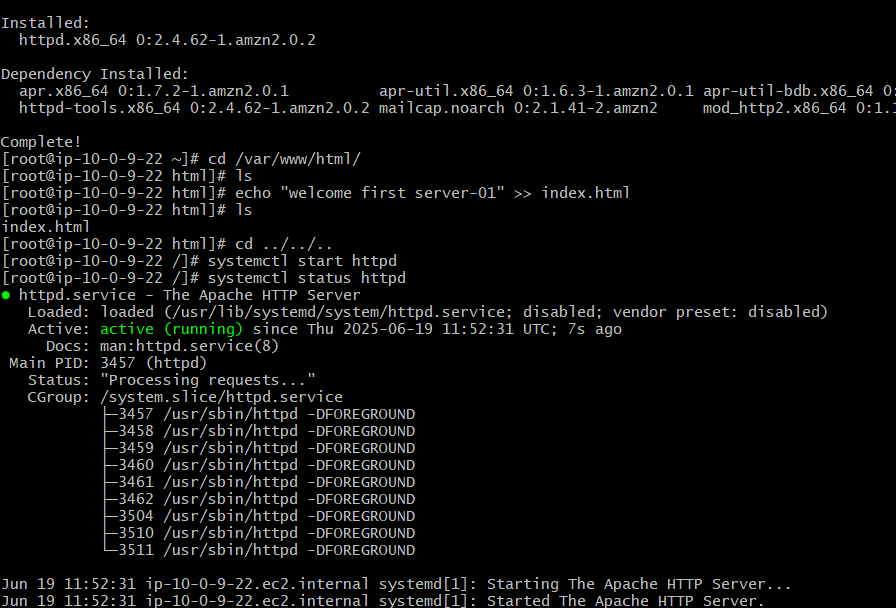 Installed:
  httpd.x86_64 0:2.4.62-1.amzn2.0.2

Dependency Installed:
  apr.x86_64 0:1.7.2-1.amzn2.0.1          apr-util.x86_64 0:1.6.3-1.amzn2.0.1 apr-util-bdb.x86_64 0:
  httpd-tools.x86_64 0:2.4.62-1.amzn2.0.2 mailcap.noarch 0:2.1.41-2.amzn2     mod_http2.x86_64 0:1.1

Complete!
[root@ip-10-0-9-22 ~]# cd /var/www/html/
[root@ip-10-0-9-22 html]# ls
[root@ip-10-0-9-22 html]# echo "welcome first server-01" >> index.html
[root@ip-10-0-9-22 html]# ls
index.html
[root@ip-10-0-9-22 html]# cd ../../..
[root@ip-10-0-9-22 /]# systemctl start httpd
[root@ip-10-0-9-22 /]# systemctl status httpd
● httpd.service - The Apache HTTP Server
   Loaded: loaded (/usr/lib/systemd/system/httpd.service; disabled; vendor preset: disabled)
   Active: active (running) since Thu 2025-06-19 11:52:31 UTC; 7s ago
     Docs: man:httpd.service(8)
 Main PID: 3457 (httpd)
   Status: "Processing requests..."
   CGroup: /system.slice/httpd.service
           ├─3457 /usr/sbin/httpd -DFOREGROUND
           ├─3458 /usr/sbin/httpd -DFOREGROUND
           ├─3459 /usr/sbin/httpd -DFOREGROUND
           ├─3460 /usr/sbin/httpd -DFOREGROUND
           ├─3461 /usr/sbin/httpd -DFOREGROUND
           ├─3462 /usr/sbin/httpd -DFOREGROUND
           ├─3504 /usr/sbin/httpd -DFOREGROUND
           ├─3510 /usr/sbin/httpd -DFOREGROUND
           └─3511 /usr/sbin/httpd -DFOREGROUND

Jun 19 11:52:31 ip-10-0-9-22.ec2.internal systemd[1]: Starting The Apache HTTP Server...
Jun 19 11:52:31 ip-10-0-9-22.ec2.internal systemd[1]: Started The Apache HTTP Server.